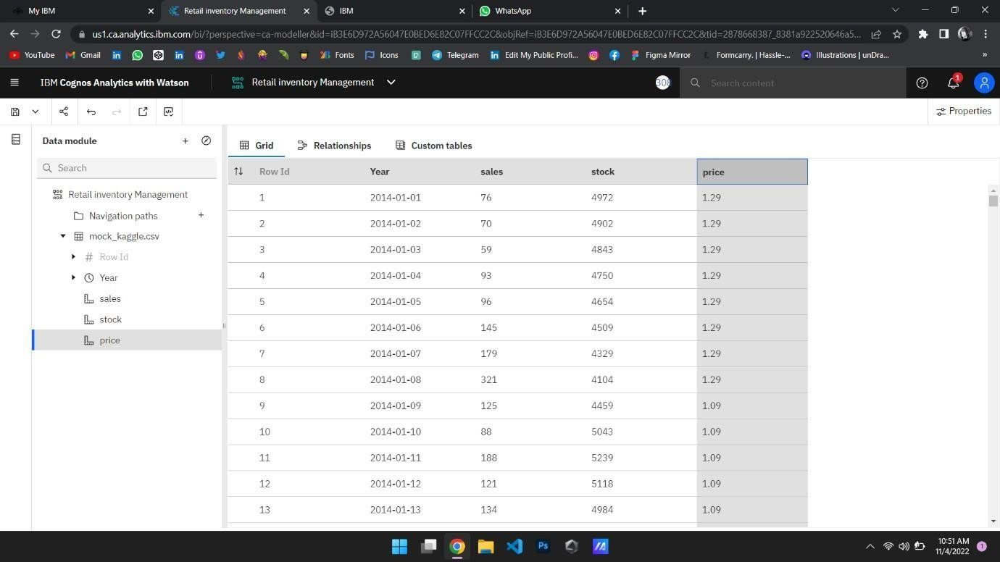 My IBM
Retail inventory Management
IBM
WhatsApp
us1.ca.analytics.ibm.com/bi/?perspective=ca-modeller&id=iB3E6D972A56047E0BED6E82C07FFCC2C&objRef=iB3E6D972A56047E0BED6E82C07FFCC2C&tid=2878668387_8381a922520646a5...
YouTube Gmail Fonts Icons Telegram Edit My Public Profi... Figma Mirror Formcarry. | Hassle-... Illustrations | unDra... »
IBM Cognos Analytics with Watson
Retail inventory Management
308
Search content
1
Properties
Data module
Search
Retail inventory Management
Navigation paths
mock_kaggle.csv
# Row Id
Year
sales
stock
price
Grid Relationships Custom tables
Row Id Year sales stock price
1 2014-01-01 76 4972 1.29
2 2014-01-02 70 4902 1.29
3 2014-01-03 59 4843 1.29
4 2014-01-04 93 4750 1.29
5 2014-01-05 96 4654 1.29
6 2014-01-06 145 4509 1.29
7 2014-01-07 179 4329 1.29
8 2014-01-08 321 4104 1.29
9 2014-01-09 125 4459 1.09
10 2014-01-10 88 5043 1.09
11 2014-01-11 188 5239 1.09
12 2014-01-12 121 5118 1.09
13 2014-01-13 134 4984 1.09
Ps
10:51 AM
11/4/2022
1